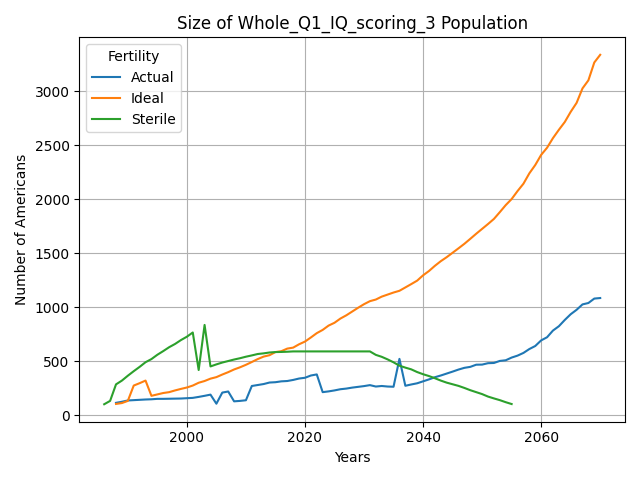 Size of Whole_Q1_IQ_scoring_3 Population
Fertility
Actual
Ideal
Sterile
Number of Americans
3000
2500
2000
1500
1000
500
0
2000
2020
2040
2060
Years